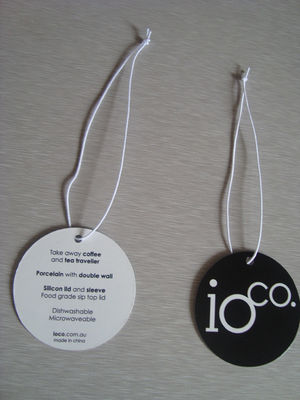 Take away coffee
and tea traveller
Porcelain with double wall
Silicon lid and sleeve
Food grade sip top lid
Dishwashable
Microwaveable
ioco.com.au
made in china
ioco.